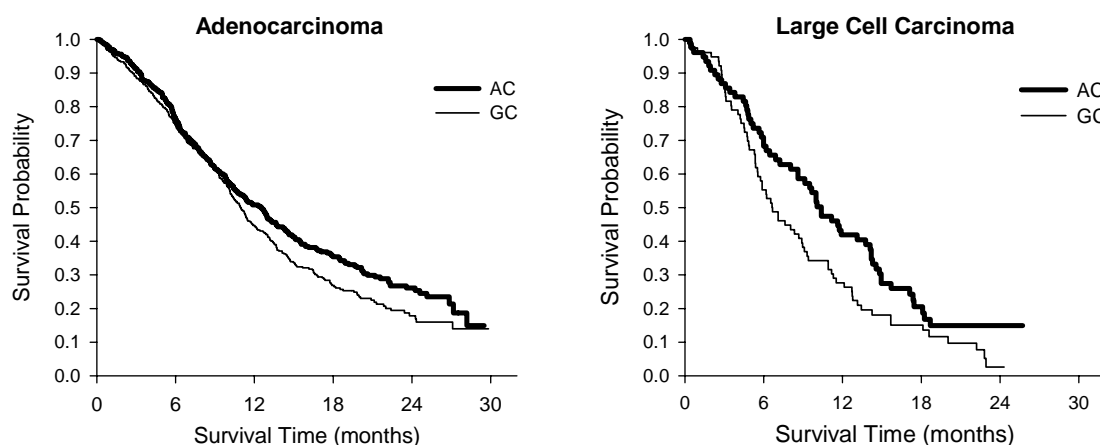 Adenocarcinoma
1.0
0.9
0.8
0.7
0.6
0.5
0.4
0.3
0.2
0.1
0.0
Survival Probability
AC
GC
0 6 12 18 24 30
Survival Time (months)
Large Cell Carcinoma
1.0
0.9
0.8
0.7
0.6
0.5
0.4
0.3
0.2
0.1
0.0
Survival Probability
AC
GC
0 6 12 18 24 30
Survival Time (months)